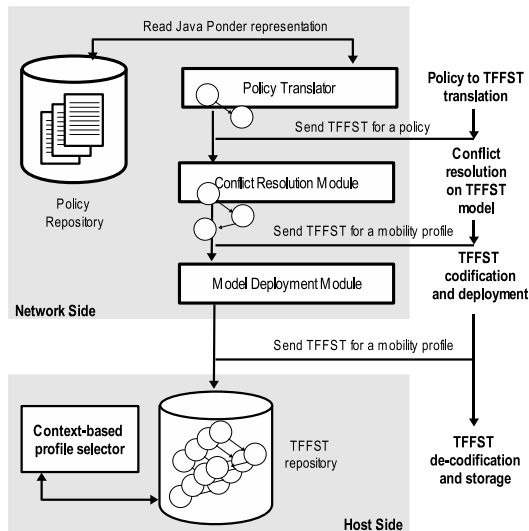 Read Java Ponder representation
Policy Translator
Policy to TFFST
translation
Send TFFST for a policy
Conflict
resolution
on TFFST
model
Conflict Resolution Module
Policy
Repository
Send TFFST for a mobility profile
TFFST
codification
and deployment
Model Deployment Module
Network Side
Send TFFST for a mobility profile
Context-based
profile selector
TFFST
repository
TFFST
de-codification
and storage
Host Side